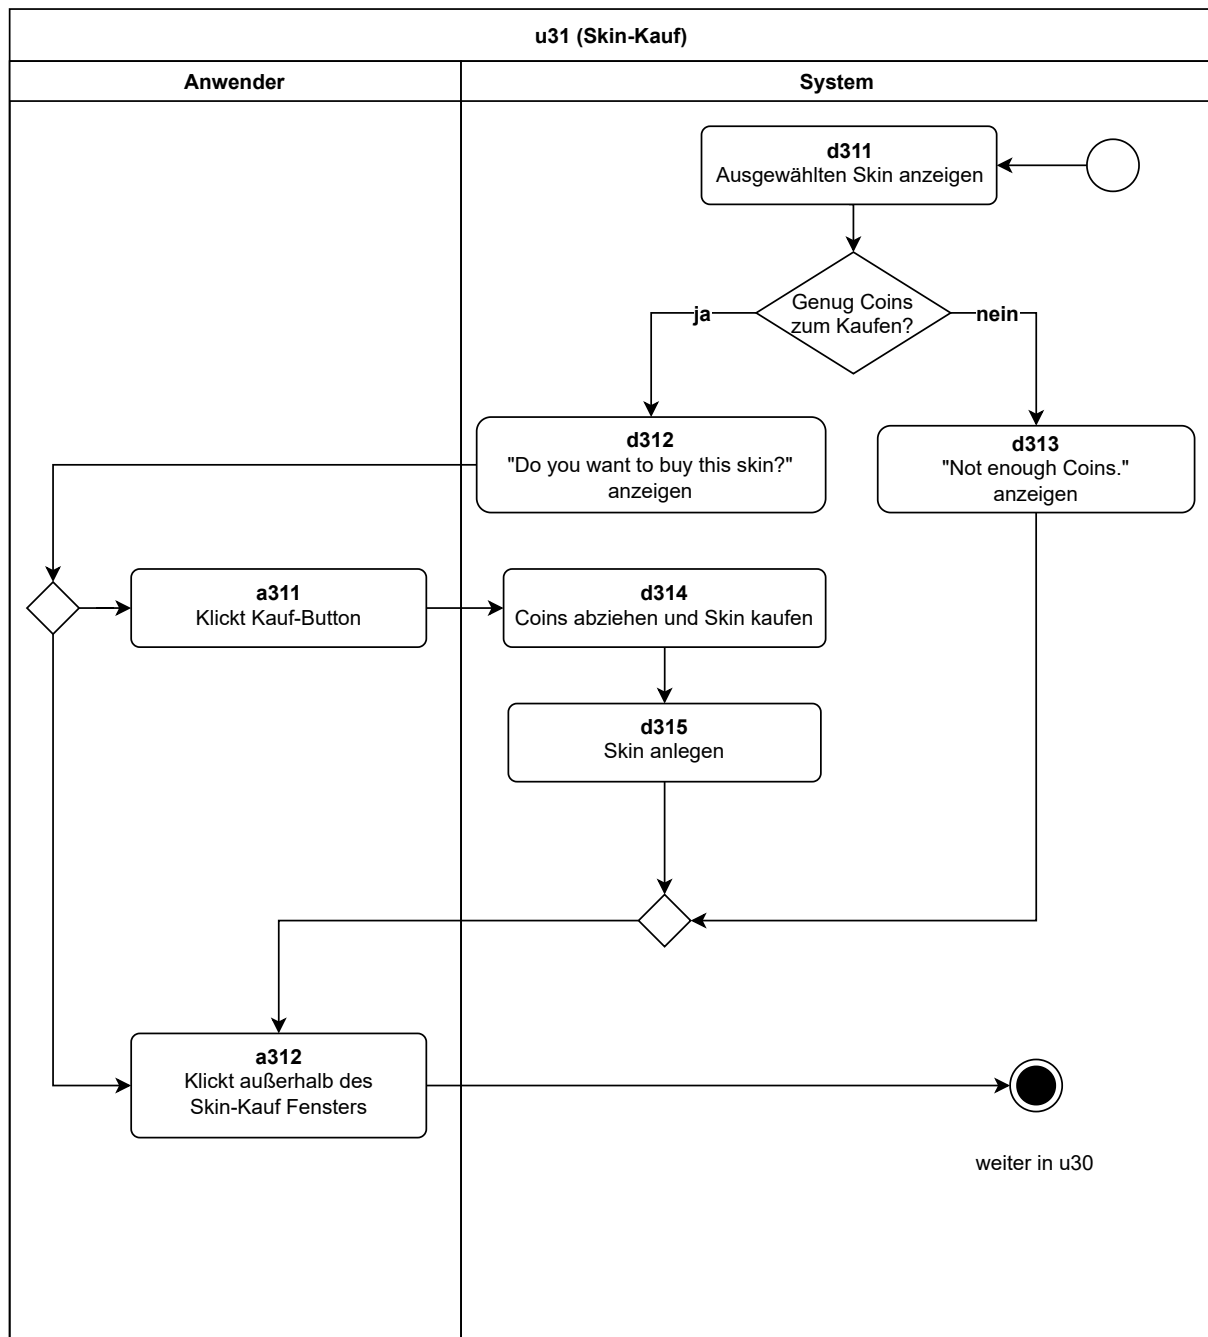 u31 (Skin-Kauf)
Anwender
System
d311
Ausgewählten Skin anzeigen
Genug Coins
zum Kaufen?
ja
nein
d312
"Do you want to buy this skin?"
anzeigen
d313
"Not enough Coins."
anzeigen
a311
Klickt Kauf-Button
d314
Coins abziehen und Skin kaufen
d315
Skin anlegen
a312
Klickt außerhalb des
Skin-Kauf Fensters
weiter in u30